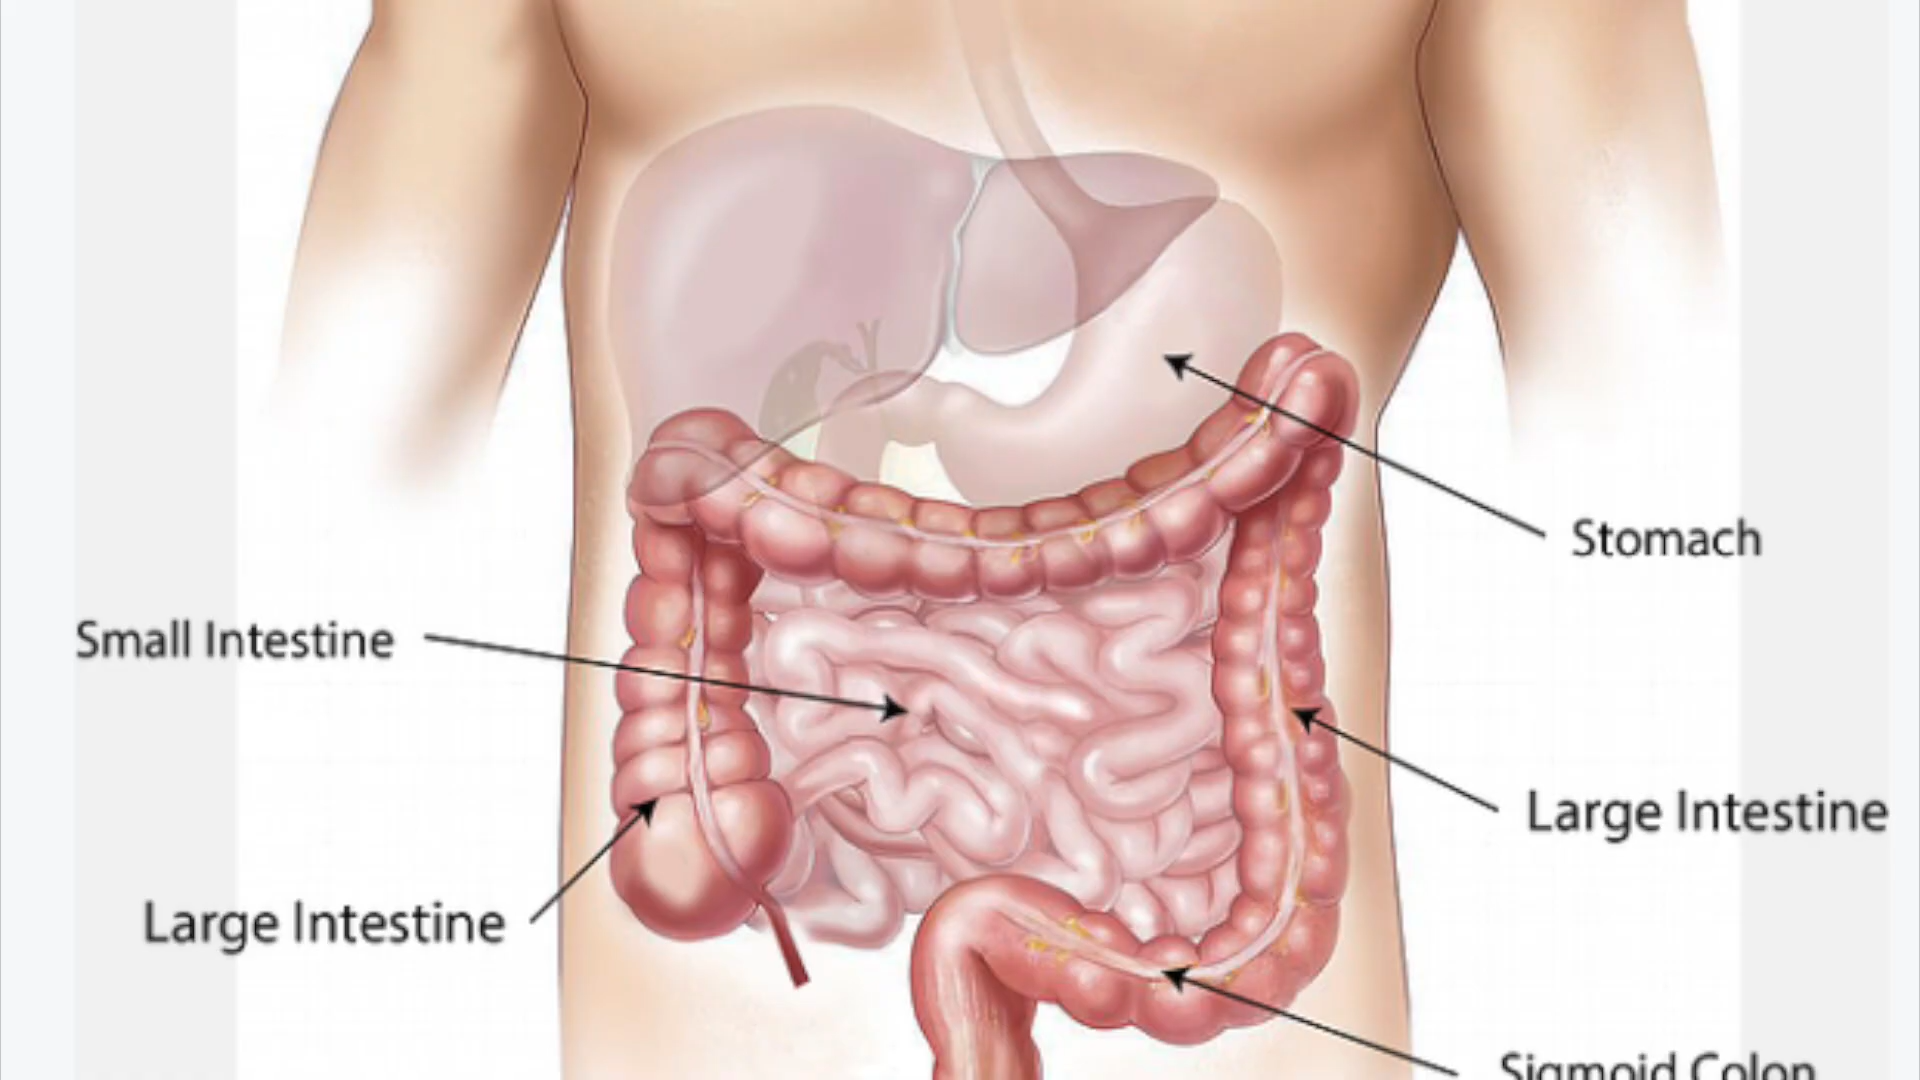 Stomach
Small Intestine
Large Intestine
Large Intestine
Sigmoid Colon